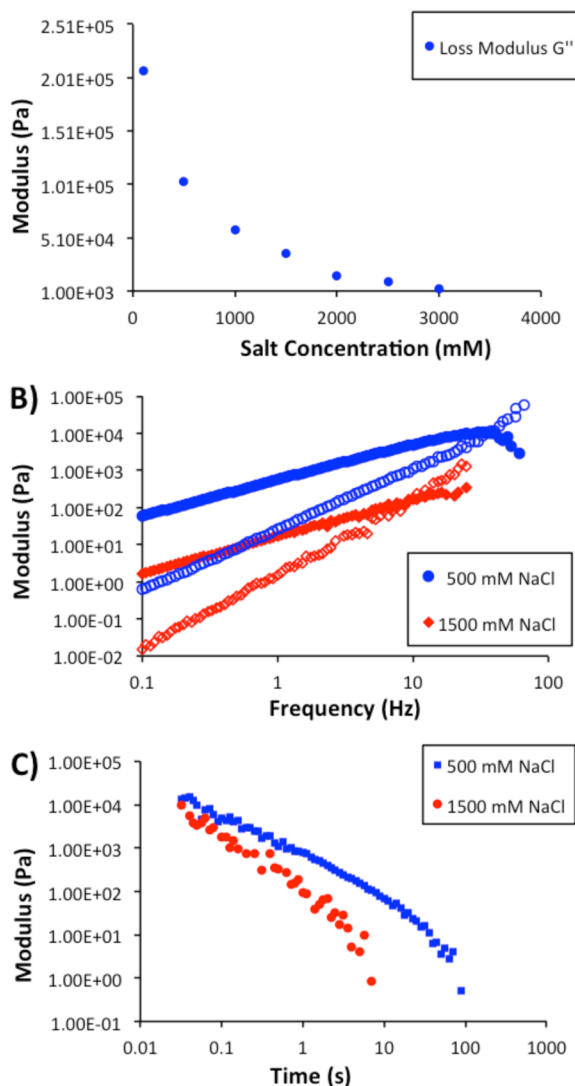 2.51E+05
2.01E+05
1.51E+05
1.01E+05
5.10E+04
1.00E+03
Modulus (Pa)
Loss Modulus G"
0 1000 2000 3000 4000
Salt Concentration (mM)
B)
1.00E+05
1.00E+04
1.00E+03
1.00E+02
1.00E+01
1.00E+00
1.00E-01
1.00E-02
Modulus (Pa)
500 mM NaCl
1500 mM NaCl
0.1 1 10 100
Frequency (Hz)
C)
1.00E+05
1.00E+04
1.00E+03
1.00E+02
1.00E+01
1.00E+00
1.00E-01
Modulus (Pa)
500 mM NaCl
1500 mM NaCl
0.01 0.1 1 10 100 1000
Time (s)